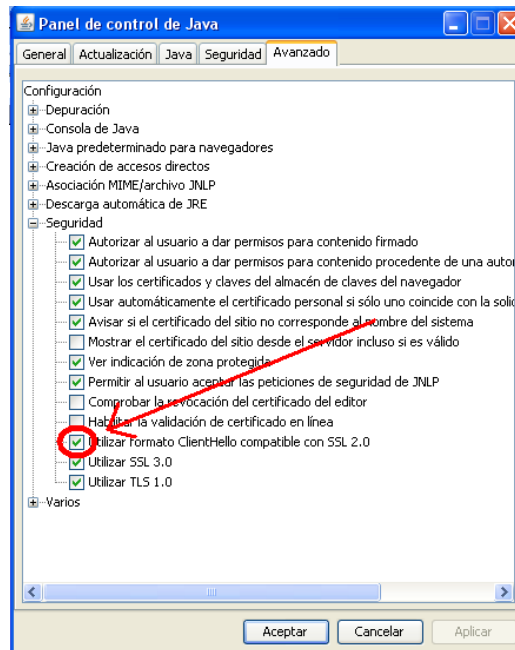 Panel de control de Java
General Actualización Java Seguridad Avanzado
Configuración
Depuración
Consola de Java
Java predeterminado para navegadores
Creación de accesos directos
Asociación MIME/archivo JNLP
Descarga automática de JRE
Seguridad
Autorizar al usuario a dar permisos para contenido firmado
Autorizar al usuario a dar permisos para contenido procedente de una autor
Usar los certificados y claves del almacén de claves del navegador
Usar automáticamente el certificado personal si sólo uno coincide con la solic
Avisar si el certificado del sitio no corresponde al nombre del sistema
Mostrar el certificado del sitio desde el servidor incluso si es válido
Ver indicación de zona protegida
Permitir al usuario aceptar las peticiones de seguridad de JNLP
Comprobar la revocación del certificado del editor
Habilitar la validación de certificado en línea
Utilizar formato ClientHello compatible con SSL 2.0
Utilizar SSL 3.0
Utilizar TLS 1.0
Varios
Aceptar Cancelar Aplicar